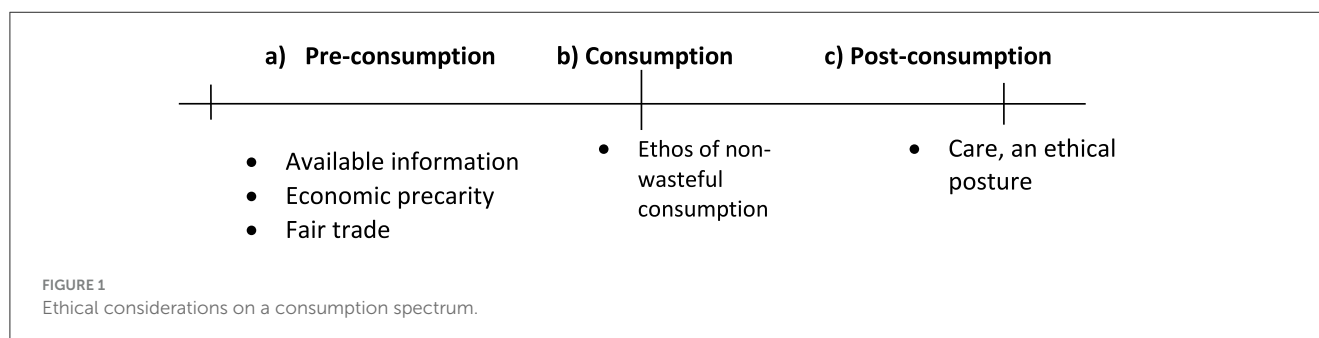 a) Pre-consumption b) Consumption c) Post-consumption
• Available information
• Economic precarity
• Fair trade
• Ethos of non-
wasteful
consumption
• Care, an ethical
posture
FIGURE 1
Ethical considerations on a consumption spectrum.